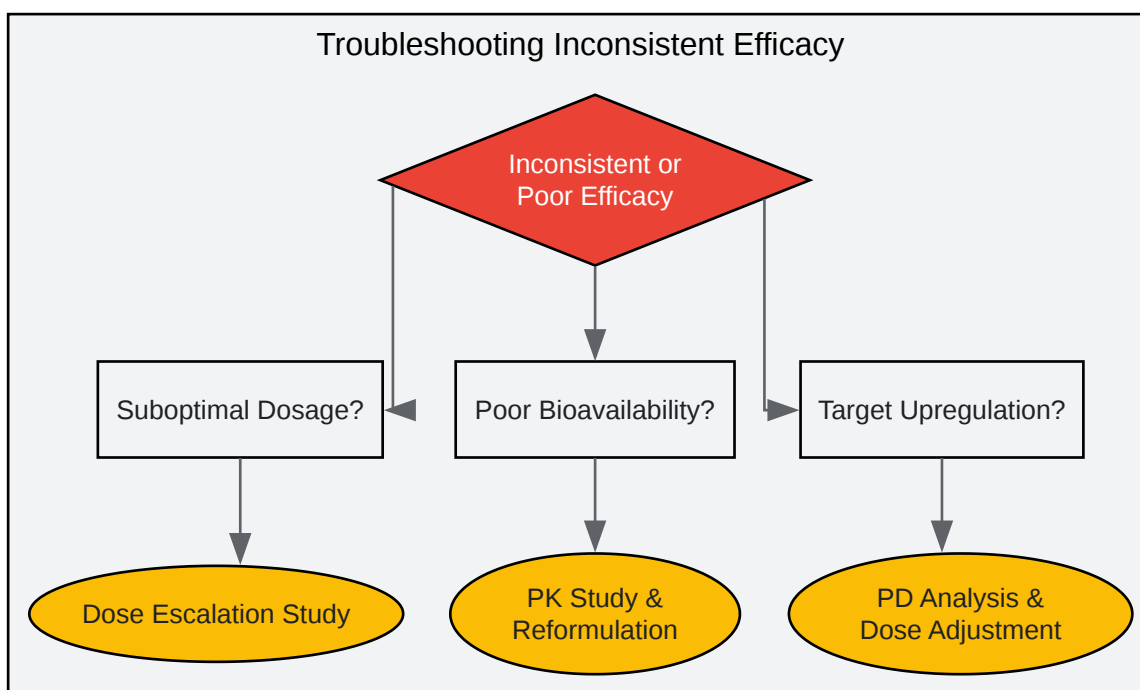 Troubleshooting Inconsistent Efficacy
Inconsistent or
Poor Efficacy
Suboptimal Dosage?
Poor Bioavailability?
Target Upregulation?
Dose Escalation Study
PK Study &
Reformulation
PD Analysis &
Dose Adjustment